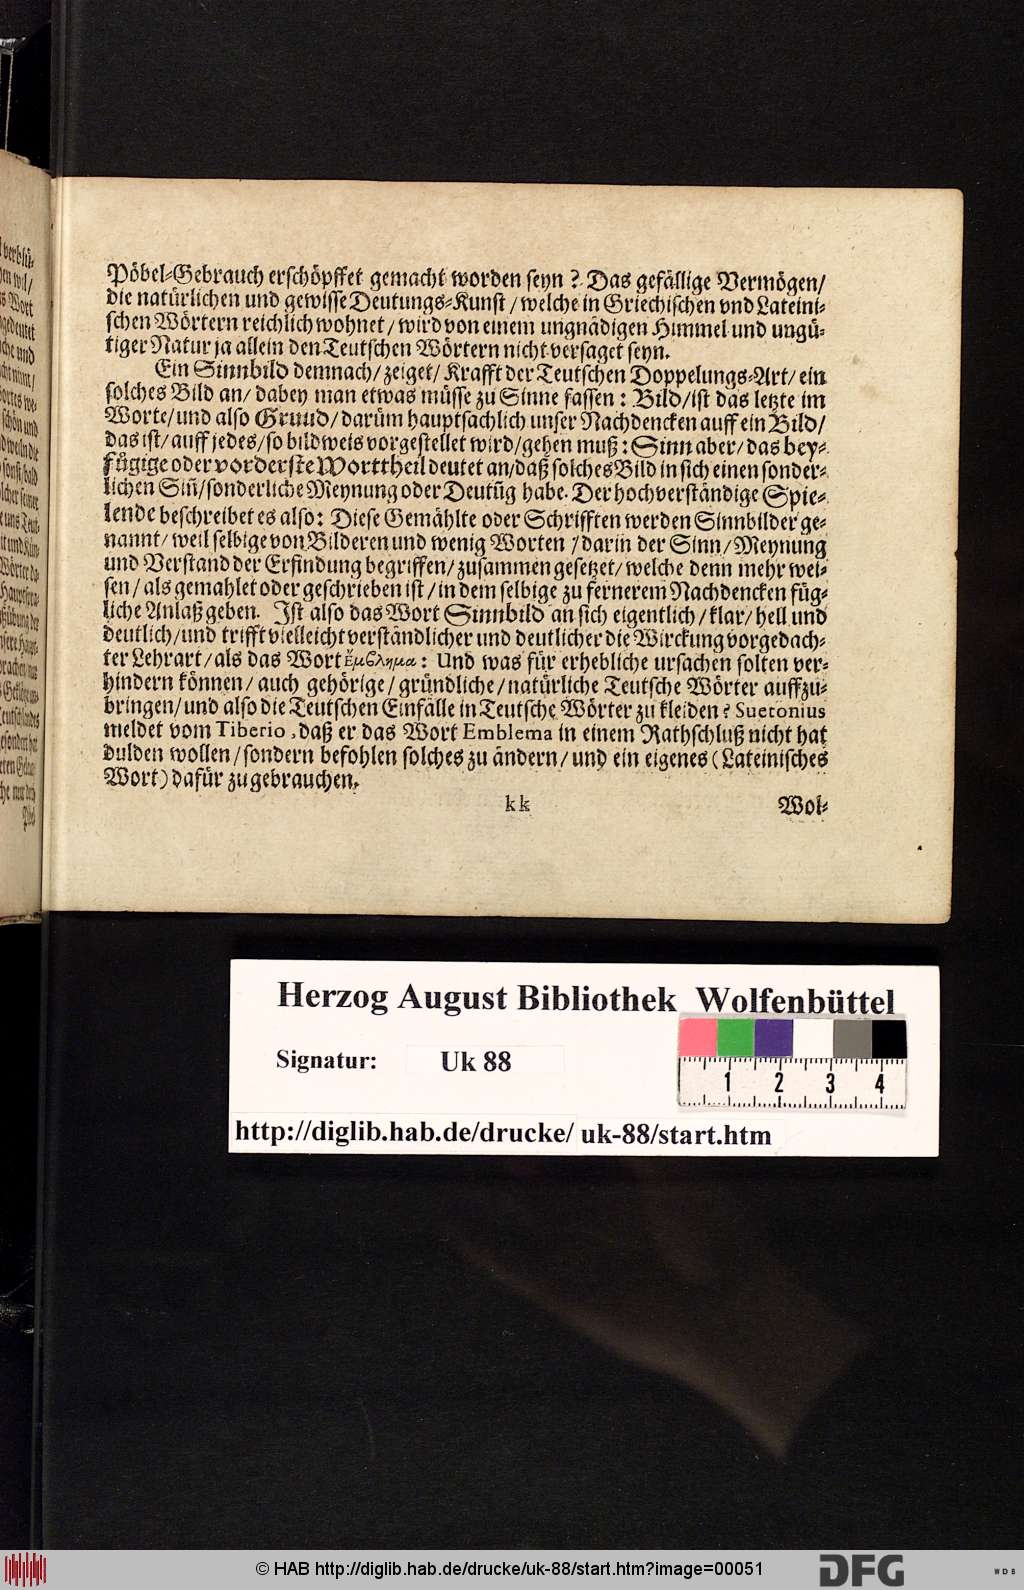 Pöbel-Gebrauch erschöpffet gemacht worden seyn? Das gefällige Vermögen/
die natürlichen und gewisse Deutungs-Kunst/ welche in Griechischen vnd Lateini-
schen Wörtern reichlich wohnet/ wird von einem ungnädigen Himmel und ungü-
tiger Natur ja allein den Teutschen Wörtern nicht versaget seyn.
Ein Sinnbild demnach/ zeiget/ Krafft der Teutschen Doppelungs-Art/ ein
solches Bild an/ dabey man etwas müsse zu Sinne fassen: Bild/ ist das letzte im
Worte/ und also Grund/ darüm hauptsachlich unser Nachdencken auff ein Bild/
das ist/ auff jedes/ so bildweis vorgestellet wird/ gehen muß: Sinn aber/ das bey-
fügige oder vorderste Worttheil deutet an/ daß solches Bild in sich einen sonder-
lichen Siñ/ sonderliche Meynung oder Deutũg habe. Der hochverständige Spie-
lende beschreibet es also: Diese Gemählte oder Schrifften werden Sinnbilder ge-
nannt/ weil selbige von Bilderen und wenig Worten/ darin der Sinn/ Meynung
und Verstand der Erfindung begriffen/ zusammen gesetzet/ welche denn mehr wei-
sen/ als gemahlet oder geschrieben ist/ in dem selbige zu fernerem Nachdencken füg-
liche Anlaß geben. Ist also das Wort Sinnbild an sich eigentlich/ klar/ hell und
deutlich/ und trifft vielleicht verständlicher und deutlicher die Wirckung vorgedach-
ter Lehrart/ als das Wort ἔμβλημα: Und was für erhebliche ursachen solten ver-
hindern können/ auch gehörige/ gründliche/ natürliche Teutsche Wörter auffzu-
bringen/ und also die Teutschen Einfälle in Teutsche Wörter zu kleiden? Suetonius
meldet vom Tiberio, daß er das Wort Emblema in einem Rathschluß nicht hat
dulden wollen/ sondern befohlen solches zu ändern/ und ein eigenes (Lateinisches
Wort) dafür zu gebrauchen.
kk
Wol-
Herzog August Bibliothek Wolfenbüttel
Signatur: Uk 88
1 2 3 4
http://diglib.hab.de/drucke/ uk-88/start.htm
© HAB http://diglib.hab.de/drucke/uk-88/start.htm?image=00051
DFG
WDB